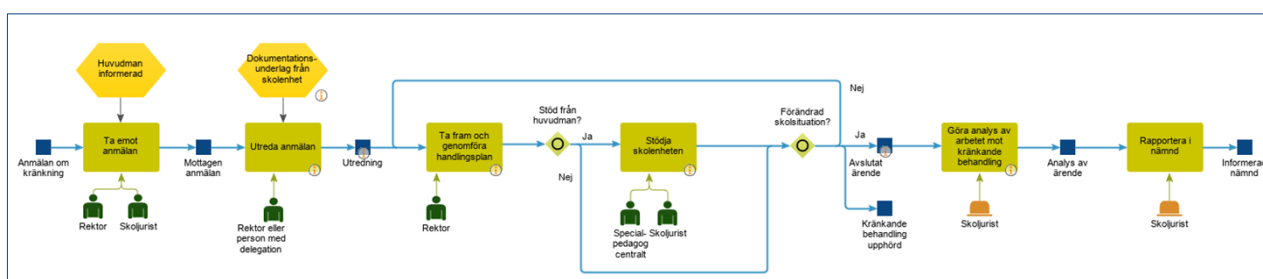 Huvudman
informerad
Dokumentations-
underlag från
skolenhet
Nej
Stöd från
huvudman?
Förändrad
skolsituation?
Ta emot
anmälan
Utreda anmälan
Ta fram och
genomföra
handlingsplan
Ja
Stödja
skolenheten
Ja
Göra analys av
arbetet mot
kränkande
behandling
Rapportera i
nämnd
Anmälan om
kränkning
Mottagen
anmälan
Utredning
Nej
Avslutat
ärende
Analys av
ärende
Informerad
nämnd
Rektor
Skoljurist
Rektor eller
person med
delegation
Rektor
Special-
pedagog
centralt
Skoljurist
Kränkande
behandling
upphörd
Skoljurist
Skoljurist